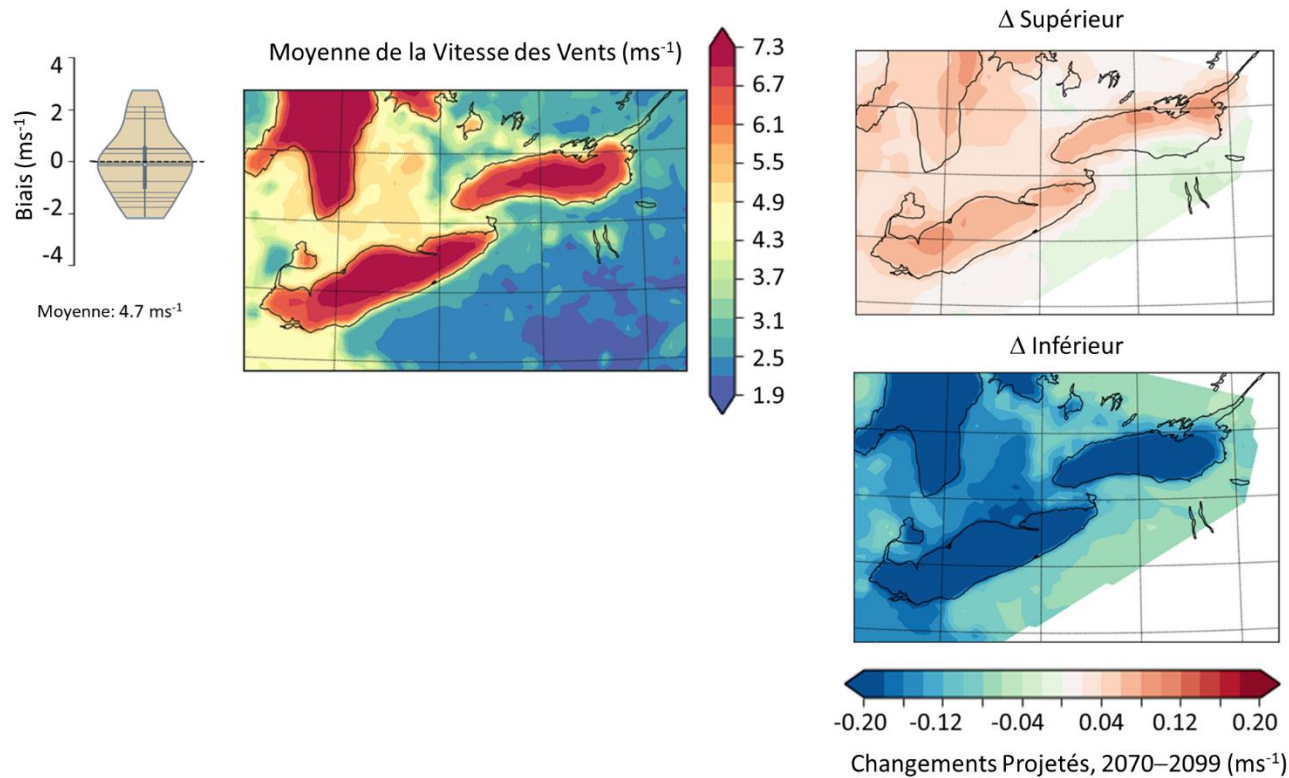 Δ Supérieur
Moyenne de la Vitesse des Vents (ms⁻¹)
4
2
0
-2
-4
Biais (ms⁻¹)
Moyenne: 4.7 ms⁻¹
7.3
6.7
6.1
5.5
4.9
4.3
3.7
3.1
2.5
1.9
Δ Inférieur
-0.20 -0.12 -0.04 0.04 0.12 0.20
Changements Projetés, 2070–2099 (ms⁻¹)